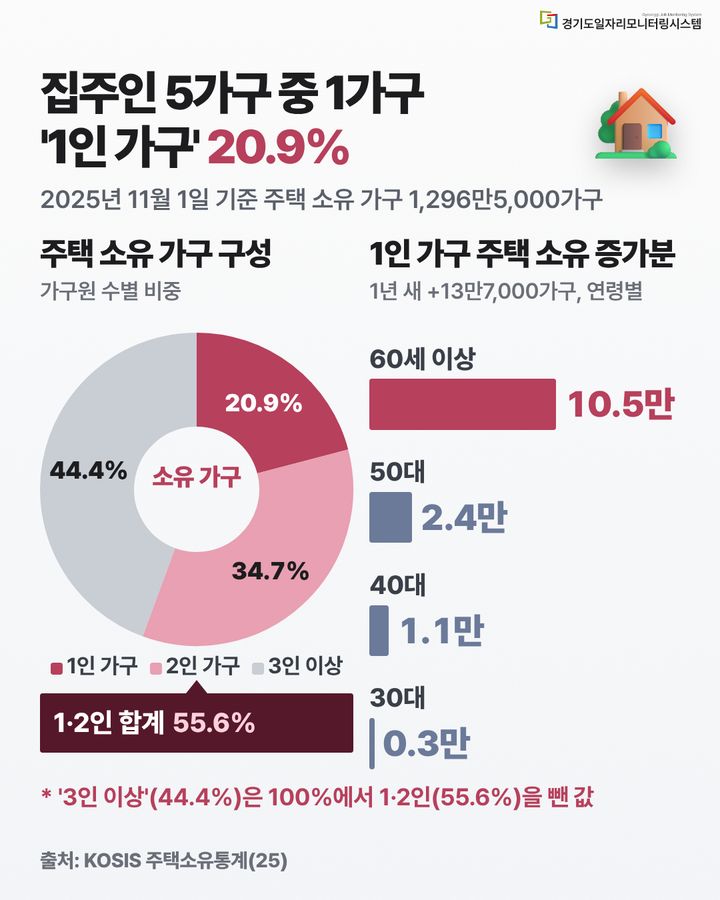 경기도일자리모니터링시스템
집주인 5가구 중 1가구
'1인 가구' 20.9%
2025년 11월 1일 기준 주택 소유 가구 1,296만5,000가구
주택 소유 가구 구성
가구원 수별 비중
20.9%
44.4%
소유 가구
34.7%
1인 가구 2인 가구 3인 이상
1·2인 합계 55.6%
1인 가구 주택 소유 증가분
1년 새 +13만7,000가구, 연령별
60세 이상
10.5만
50대
2.4만
40대
1.1만
30대
0.3만
* '3인 이상'(44.4%)은 100%에서 1·2인(55.6%)을 뺀 값
출처: KOSIS 주택소유통계(25)